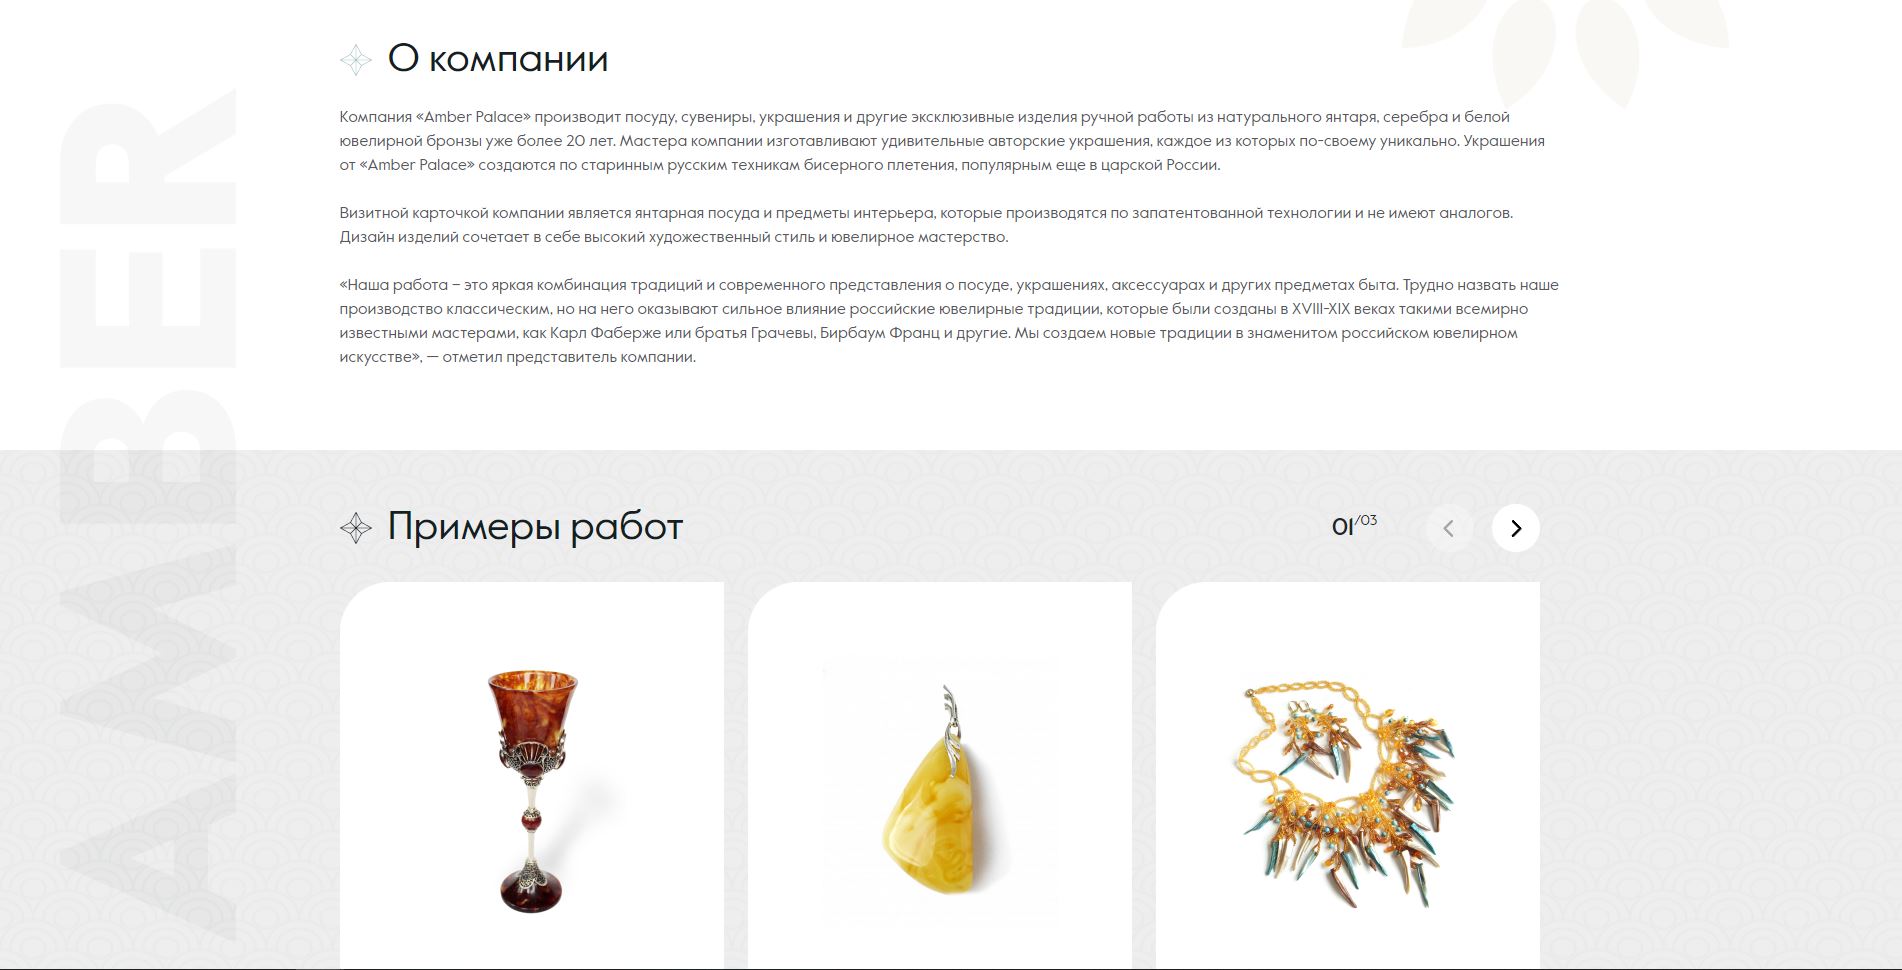 О компании
Компания «Amber Palace» производит посуду, сувениры, украшения и другие эксклюзивные изделия ручной работы из натурального янтаря, серебра и белой
ювелирной бронзы уже более 20 лет. Мастера компании изготавливают удивительные авторские украшения, каждое из которых по-своему уникально. Украшения
от «Amber Palace» создаются по старинным русским техникам бисерного плетения, популярным еще в царской России.
Визитной карточкой компании является янтарная посуда и предметы интерьера, которые производятся по запатентованной технологии и не имеют аналогов.
Дизайн изделий сочетает в себе высокий художественный стиль и ювелирное мастерство.
«Наша работа – это яркая комбинация традиций и современного представления о посуде, украшениях, аксессуарах и других предметах быта. Трудно назвать наше
производство классическим, но на него оказывают сильное влияние российские ювелирные традиции, которые были созданы в XVIII-XIX веках такими всемирно
известными мастерами, как Карл Фаберже или братья Грачевы, Бирбаум Франц и другие. Мы создаем новые традиции в знаменитом российском ювелирном
искусстве», — отметил представитель компании.
AMBER
Примеры работ
01/03